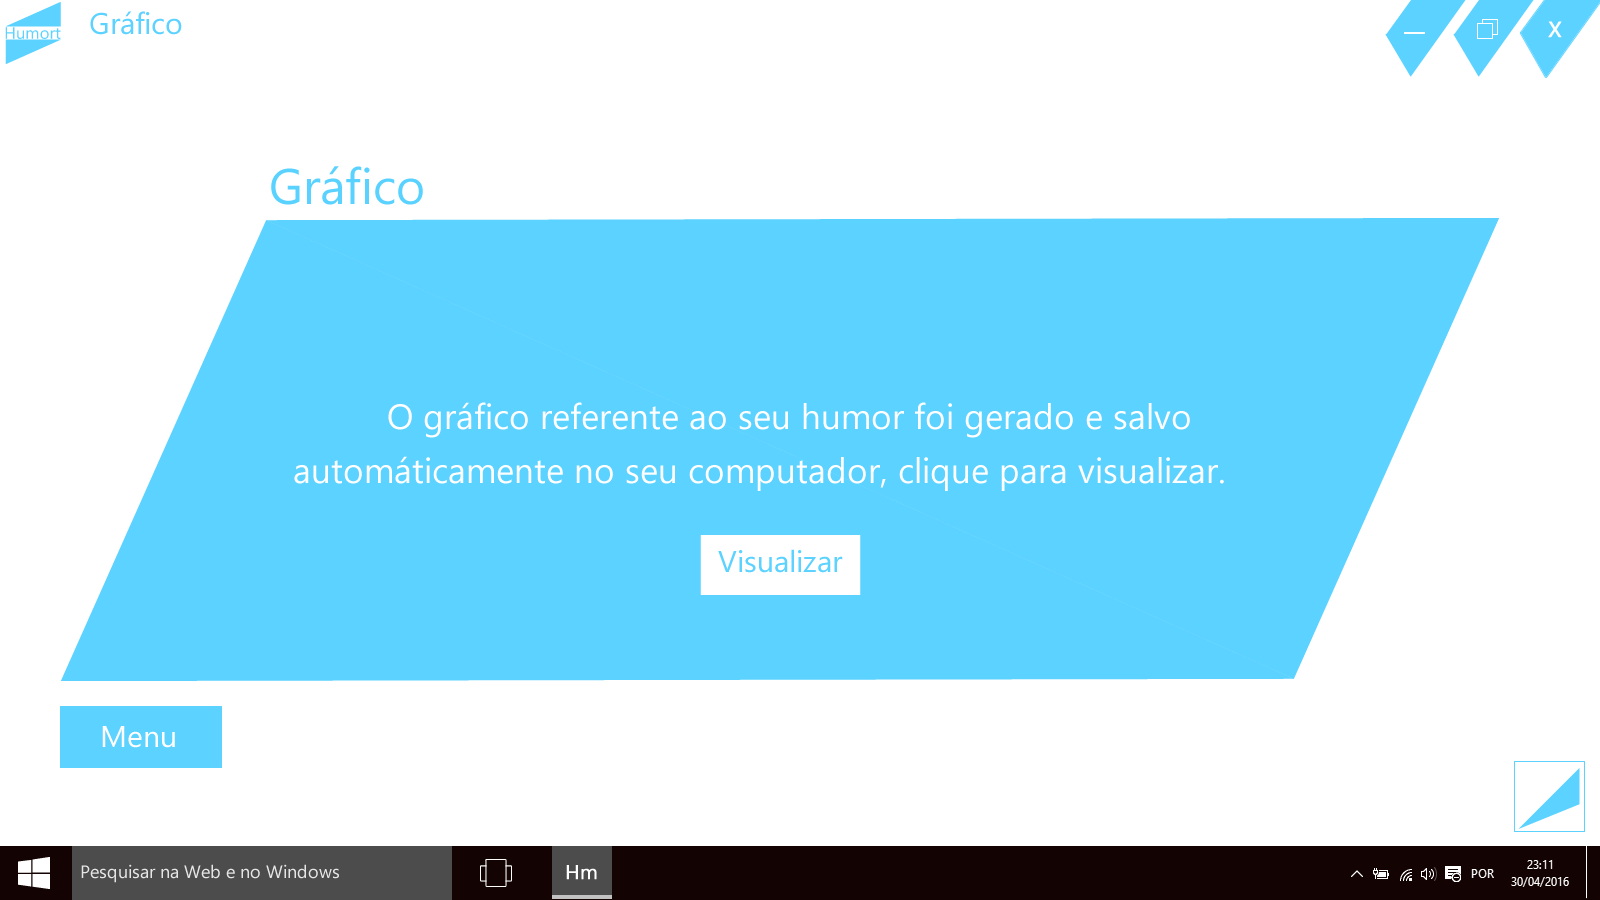 Humort
Gráfico
X
Gráfico
O gráfico referente ao seu humor foi gerado e salvo
automáticamente no seu computador, clique para visualizar.
Visualizar
Menu
Pesquisar na Web e no Windows
Hm
POR
23:11
30/04/2016